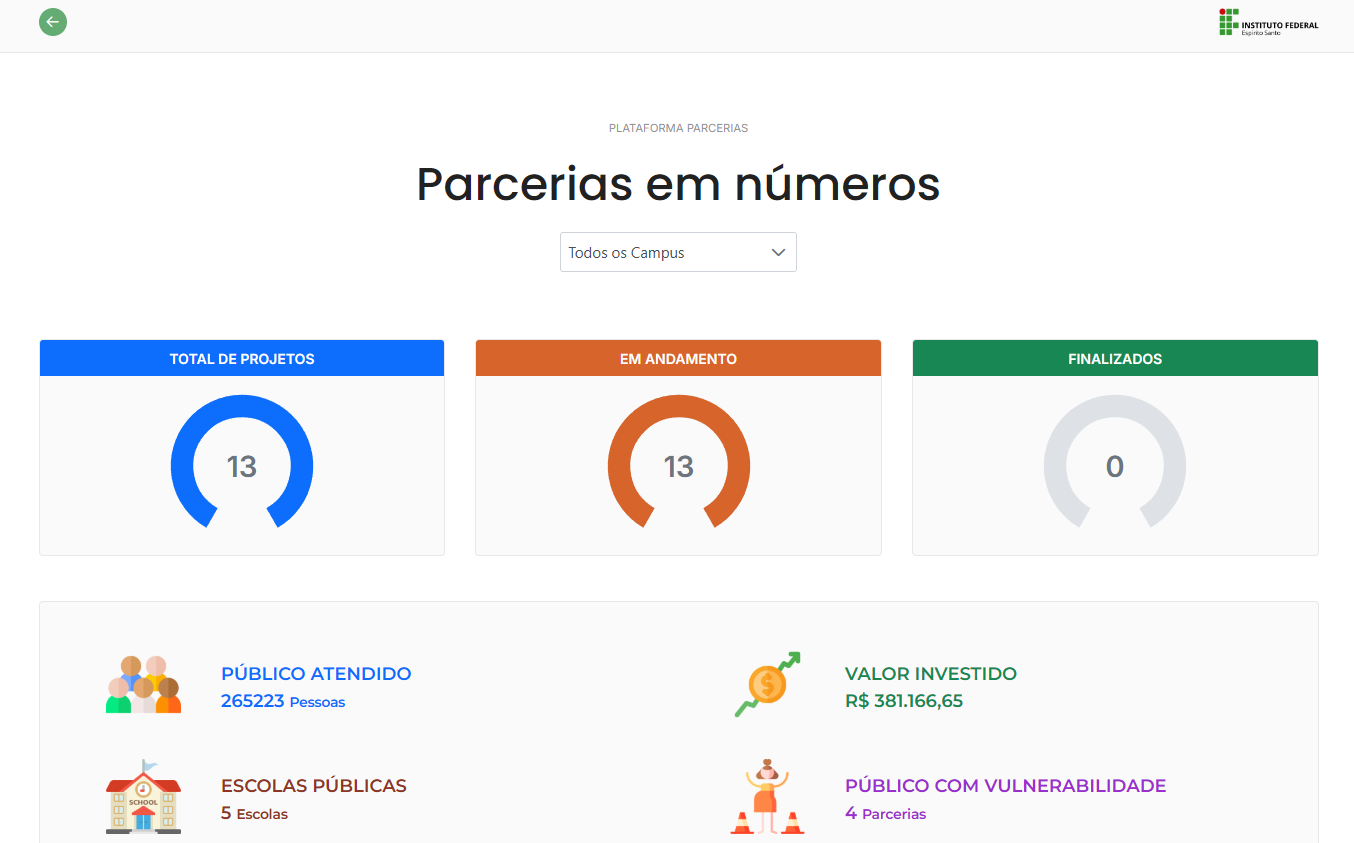 INSTITUTO FEDERAL
Espírito Santo
PLATAFORMA PARCERIAS
Parcerias em números
Todos os Campus
TOTAL DE PROJETOS
EM ANDAMENTO
FINALIZADOS
13
13
0
PÚBLICO ATENDIDO
265223 Pessoas
VALOR INVESTIDO
R$ 381.166,65
ESCOLAS PÚBLICAS
5 Escolas
SCHOOL
PÚBLICO COM VULNERABILIDADE
4 Parcerias